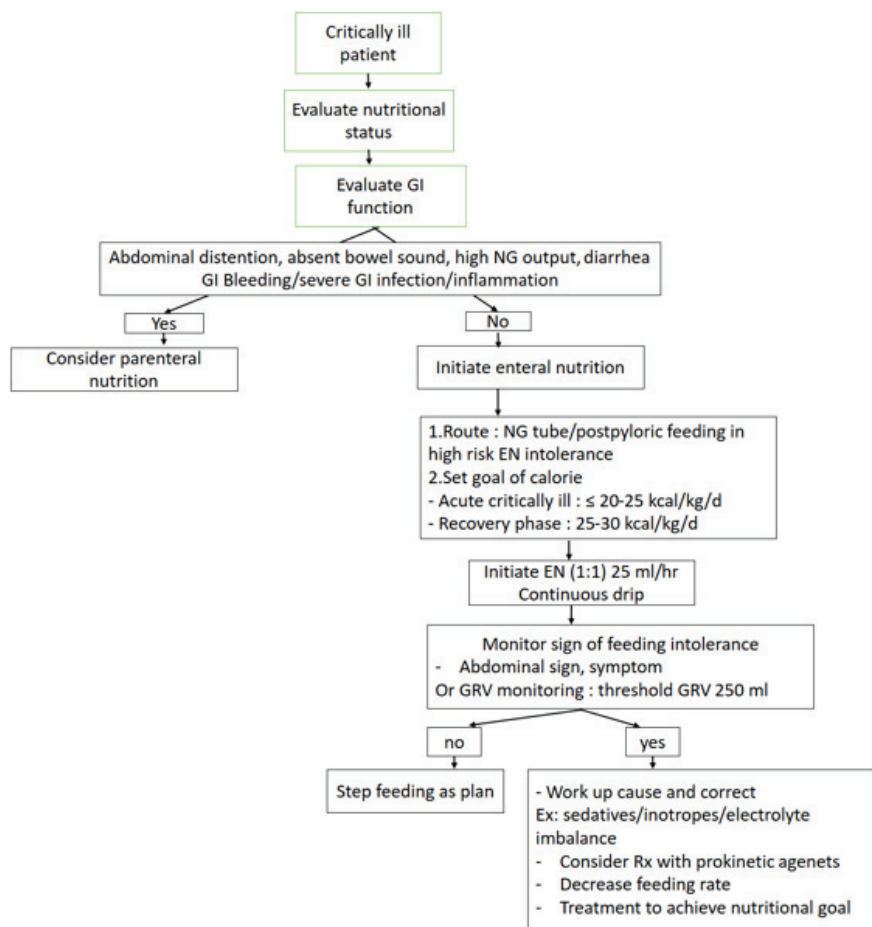 Critically ill
patient
Evaluate nutritional
status
Evaluate GI
function
Abdominal distention, absent bowel sound, high NG output, diarrhea
GI Bleeding/severe GI infection/inflammation
Yes
No
Consider parenteral
nutrition
Initiate enteral nutrition
1.Route : NG tube/postpyloric feeding in
high risk EN intolerance
2.Set goal of calorie
- Acute critically ill : ≤ 20-25 kcal/kg/d
- Recovery phase : 25-30 kcal/kg/d
Initiate EN (1:1) 25 ml/hr
Continuous drip
Monitor sign of feeding intolerance
- Abdominal sign, symptom
Or GRV monitoring : threshold GRV 250 ml
no
yes
Step feeding as plan
- Work up cause and correct
Ex: sedatives/inotropes/electrolyte
imbalance
- Consider Rx with prokinetic agenets
- Decrease feeding rate
- Treatment to achieve nutritional goal